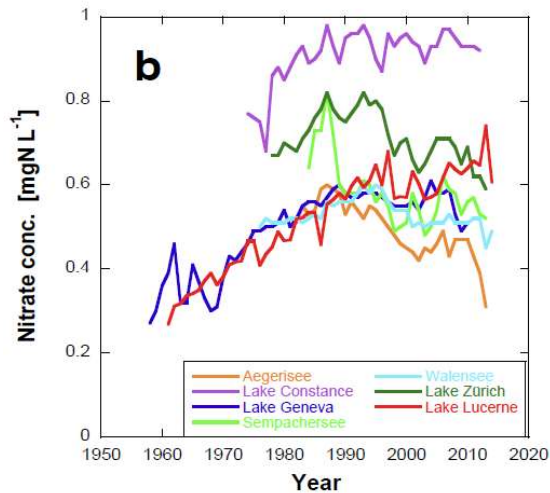 b
1
0.8
0.6
0.4
0.2
0
Nitrate conc. [mgN L⁻¹]
1950 1960 1970 1980 1990 2000 2010 2020
Year
Aegerisee
Lake Constance
Lake Geneva
Sempachersee
Walensee
Lake Zürich
Lake Lucerne